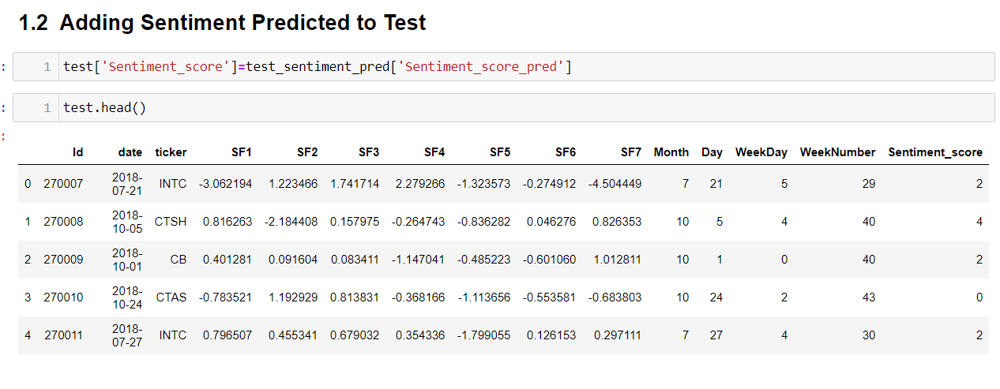 1.2 Adding Sentiment Predicted to Test
: 1 test['Sentiment_score']=test_sentiment_pred['Sentiment_score_pred']
: 1 test.head()
:
Id date ticker SF1 SF2 SF3 SF4 SF5 SF6 SF7 Month Day WeekDay WeekNumber Sentiment_score
0 270007 2018-07-21 INTC -3.062194 1.223466 1.741714 2.279266 -1.323573 -0.274912 -4.504449 7 21 5 29 2
1 270008 2018-10-05 CTSH 0.816263 -2.184408 0.157975 -0.264743 -0.836282 0.046276 0.826353 10 5 4 40 4
2 270009 2018-10-01 CB 0.401281 0.091604 0.083411 -1.147041 -0.485223 -0.601060 1.012811 10 1 0 40 2
3 270010 2018-10-24 CTAS -0.783521 1.192929 0.813831 -0.368166 -1.113656 -0.553581 -0.683803 10 24 2 43 0
4 270011 2018-07-27 INTC 0.796507 0.455341 0.679032 0.354336 -1.799055 0.126153 0.297111 7 27 4 30 2